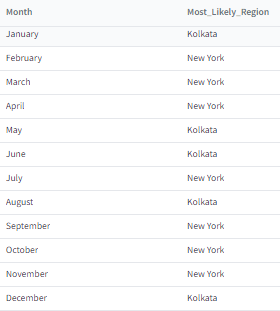 Month Most_Likely_Region
January Kolkata
February New York
March New York
April New York
May Kolkata
June Kolkata
July New York
August Kolkata
September New York
October New York
November New York
December Kolkata